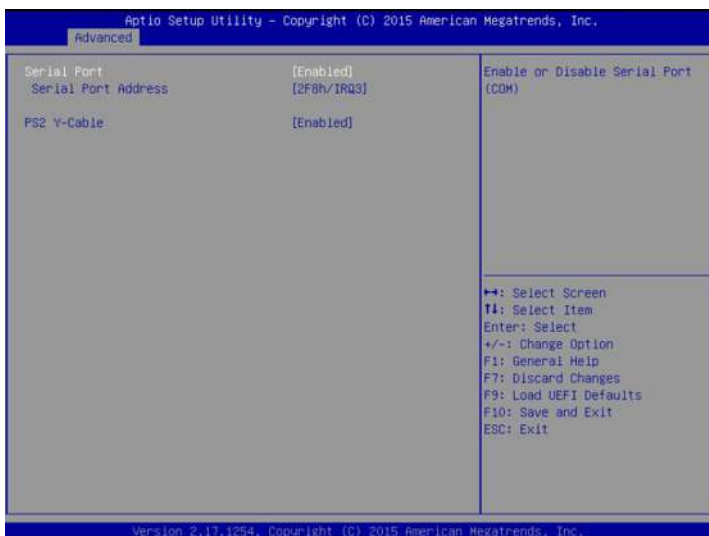 Aptio Setup Utility – Copyright (C) 2015 American Megatrends, Inc.
Advanced
Serial Port [Enabled]
Serial Port Address [2F8h/IRQ3]
PS2 Y-Cable [Enabled]
Enable or Disable Serial Port
(COM)
↔: Select Screen
↑↓: Select Item
Enter: Select
+/-: Change Option
F1: General Help
F7: Discard Changes
F9: Load UEFI Defaults
F10: Save and Exit
ESC: Exit
Version 2.17.1254. Copyright (C) 2015 American Megatrends, Inc.